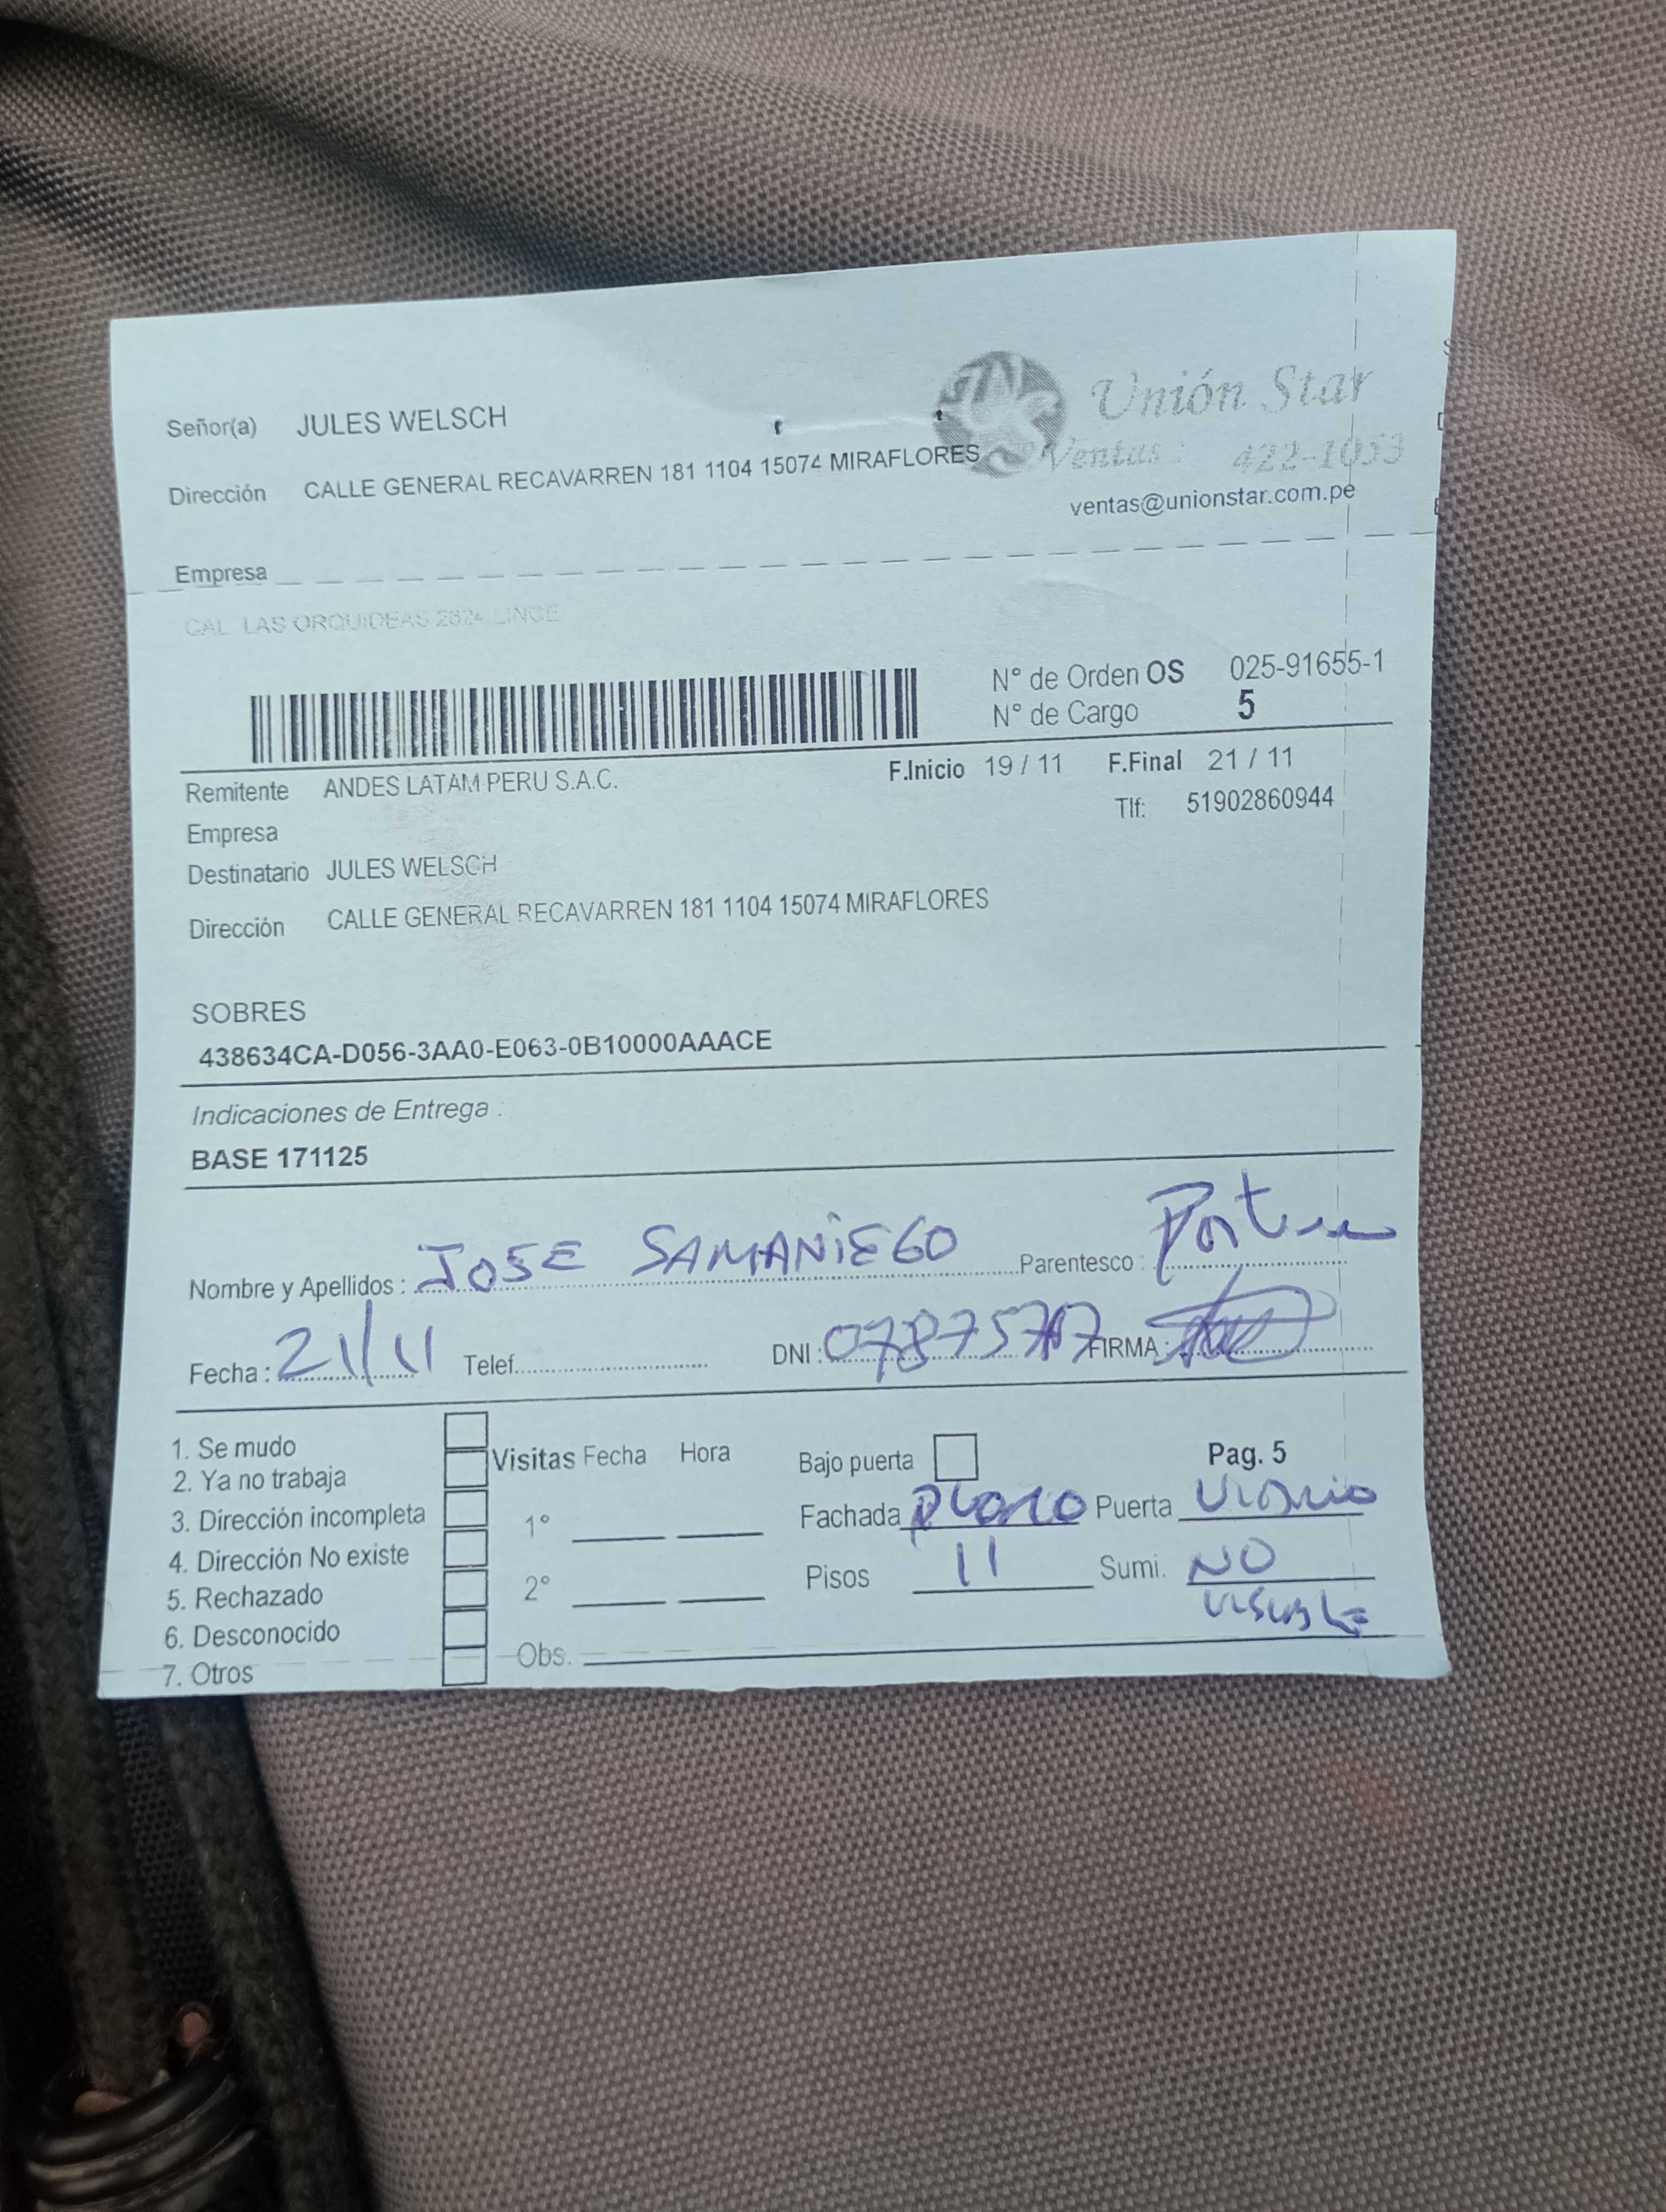 Unión Star
Señor(a) JULES WELSCH
Ventas: 422-1053
Dirección CALLE GENERAL RECAVARREN 181 1104 15074 MIRAFLORES
ventas@unionstar.com.pe
Empresa
CAL LAS ORQUIDEAS 2624 LINCE
N° de Orden OS 025-91655-1
N° de Cargo 5
Remitente ANDES LATAM PERU S.A.C. F.Inicio 19 / 11 F.Final 21 / 11
Empresa Tlf: 51902860944
Destinatario JULES WELSCH
Dirección CALLE GENERAL RECAVARREN 181 1104 15074 MIRAFLORES
SOBRES
438634CA-D056-3AA0-E063-0B10000AAACE
Indicaciones de Entrega :
BASE 171125
Nombre y Apellidos : JOSE SAMANIEGO Parentesco :
Fecha : 21/11 Telef. DNI : FIRMA :
1. Se mudo
2. Ya no trabaja
3. Dirección incompleta
4. Dirección No existe
5. Rechazado
6. Desconocido
7. Otros
Visitas Fecha Hora
1°
2°
Obs.
Bajo puerta Pag. 5
Fachada Puerta
Pisos 11 Sumi. NO